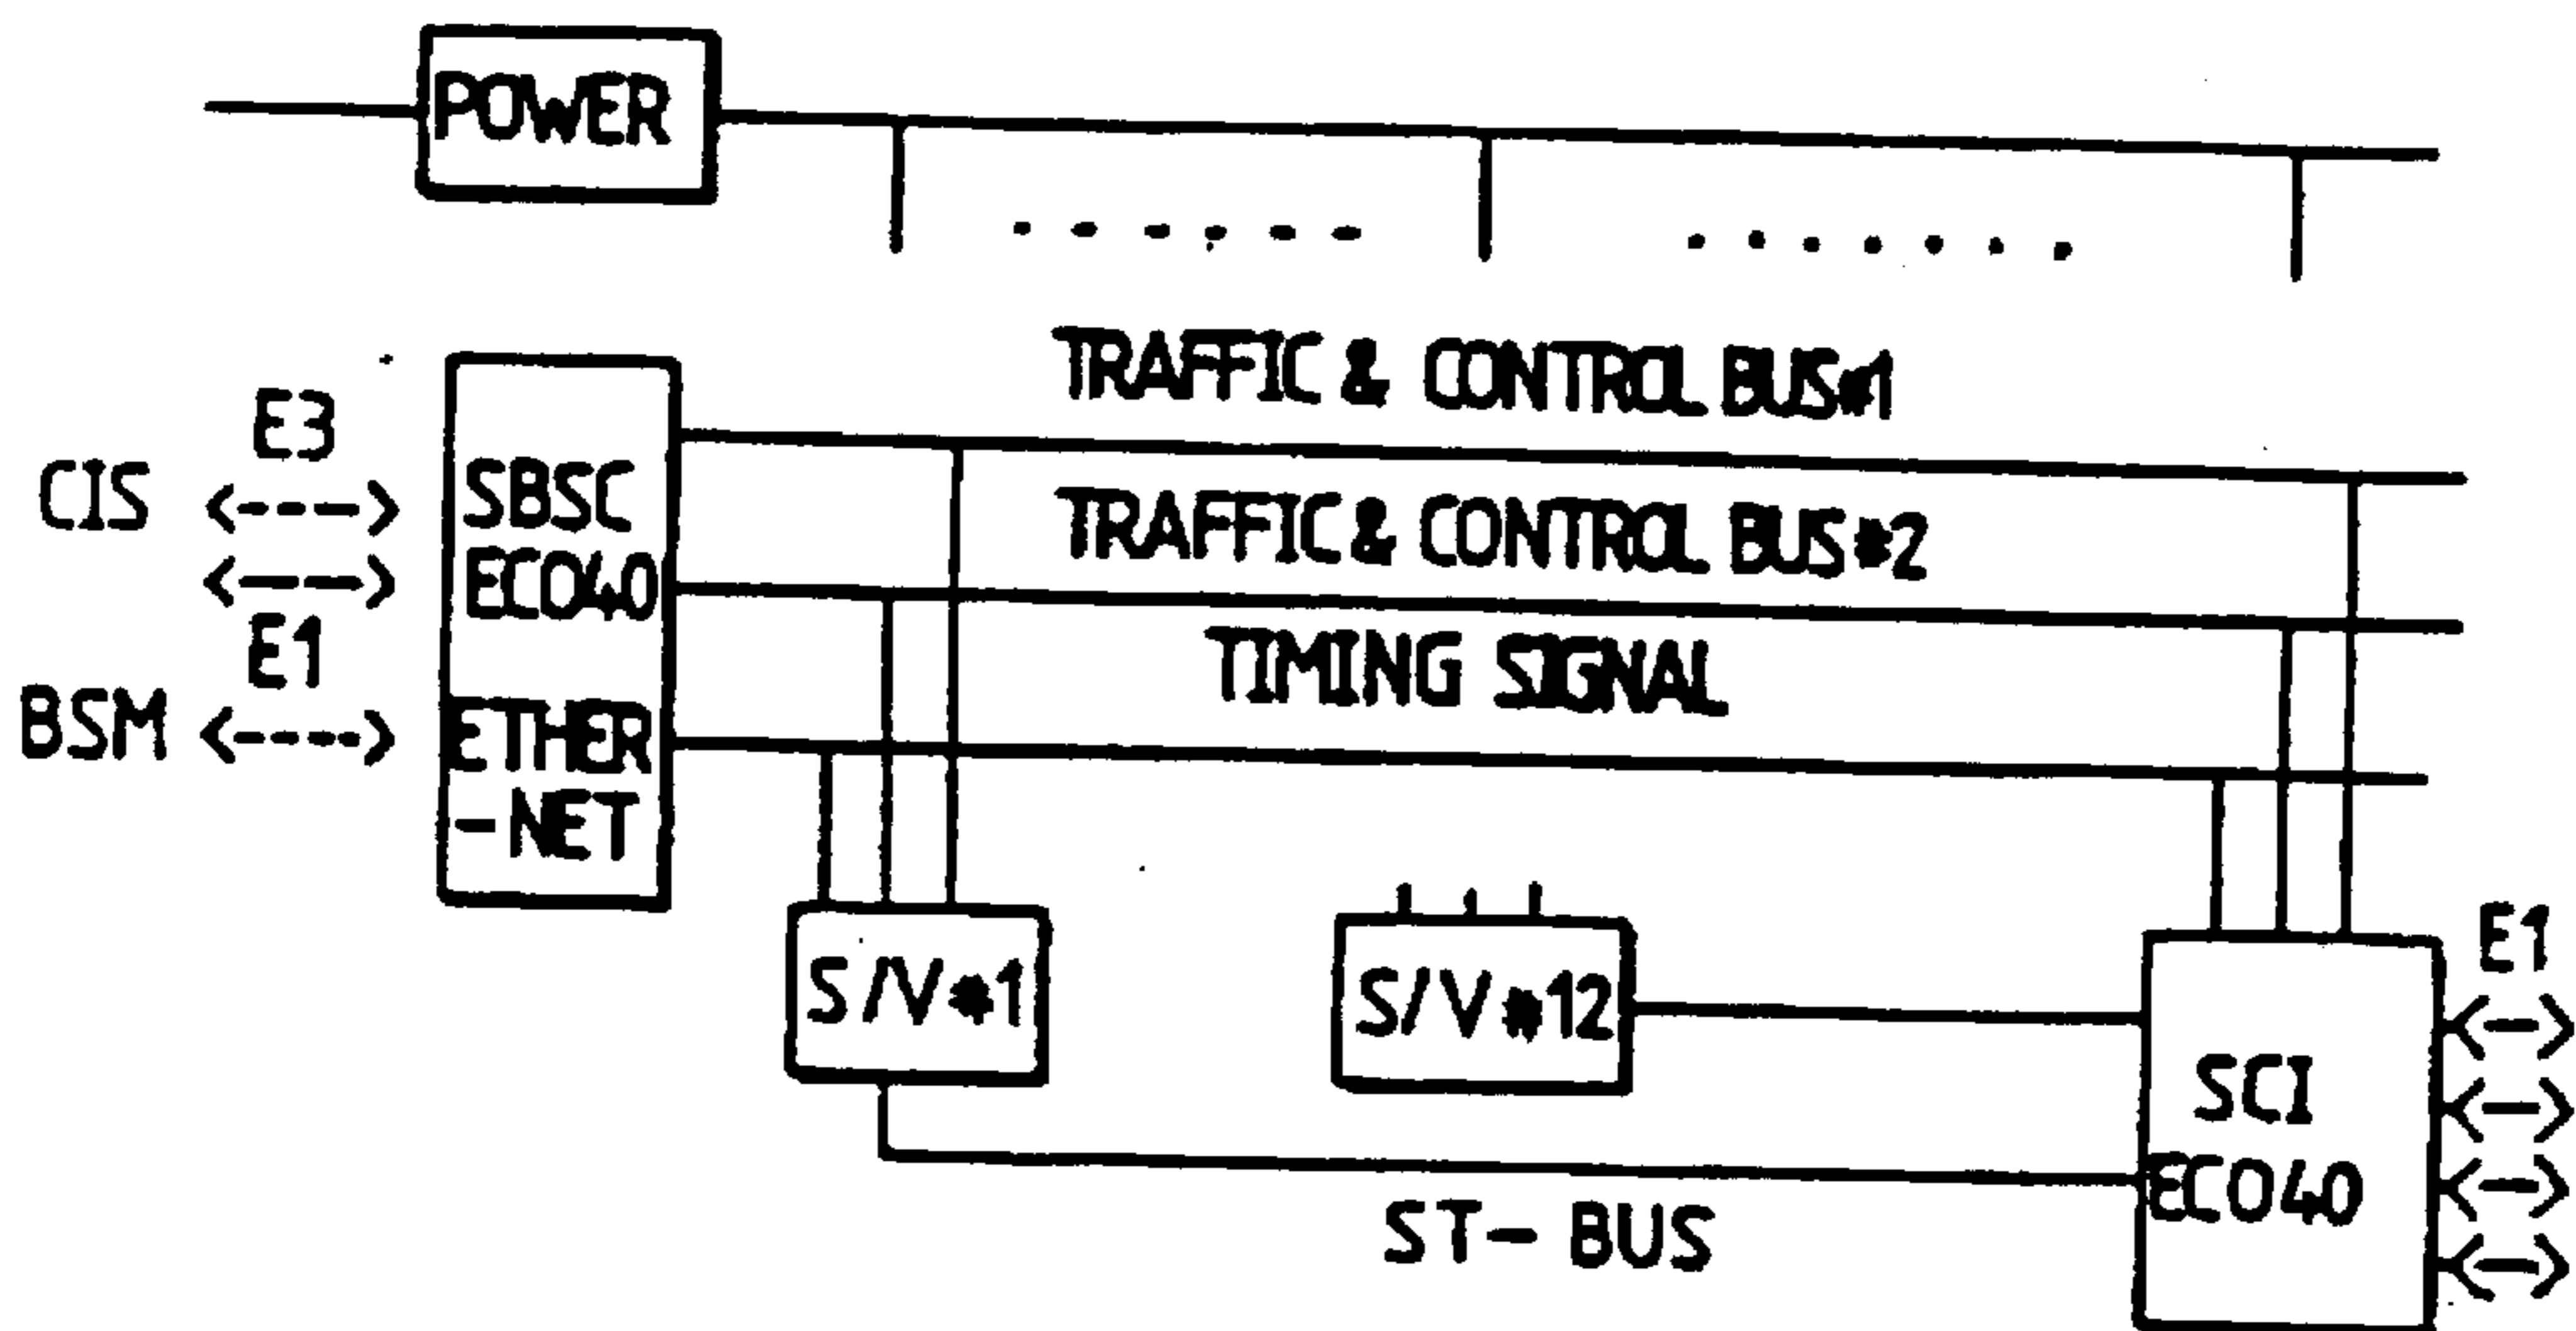 POWER
TRAFFIC & CONTROL BUS#1
E3
CIS <----> 
SBSC
TRAFFIC & CONTROL BUS#2
<---->
ECO40
E1
TIMING SIGNAL
BSM <---->
ETHER
-NET
S/V#1
S/V#12
E1
<-->
SCI
<-->
ECO40
<-->
ST-BUS
<-->